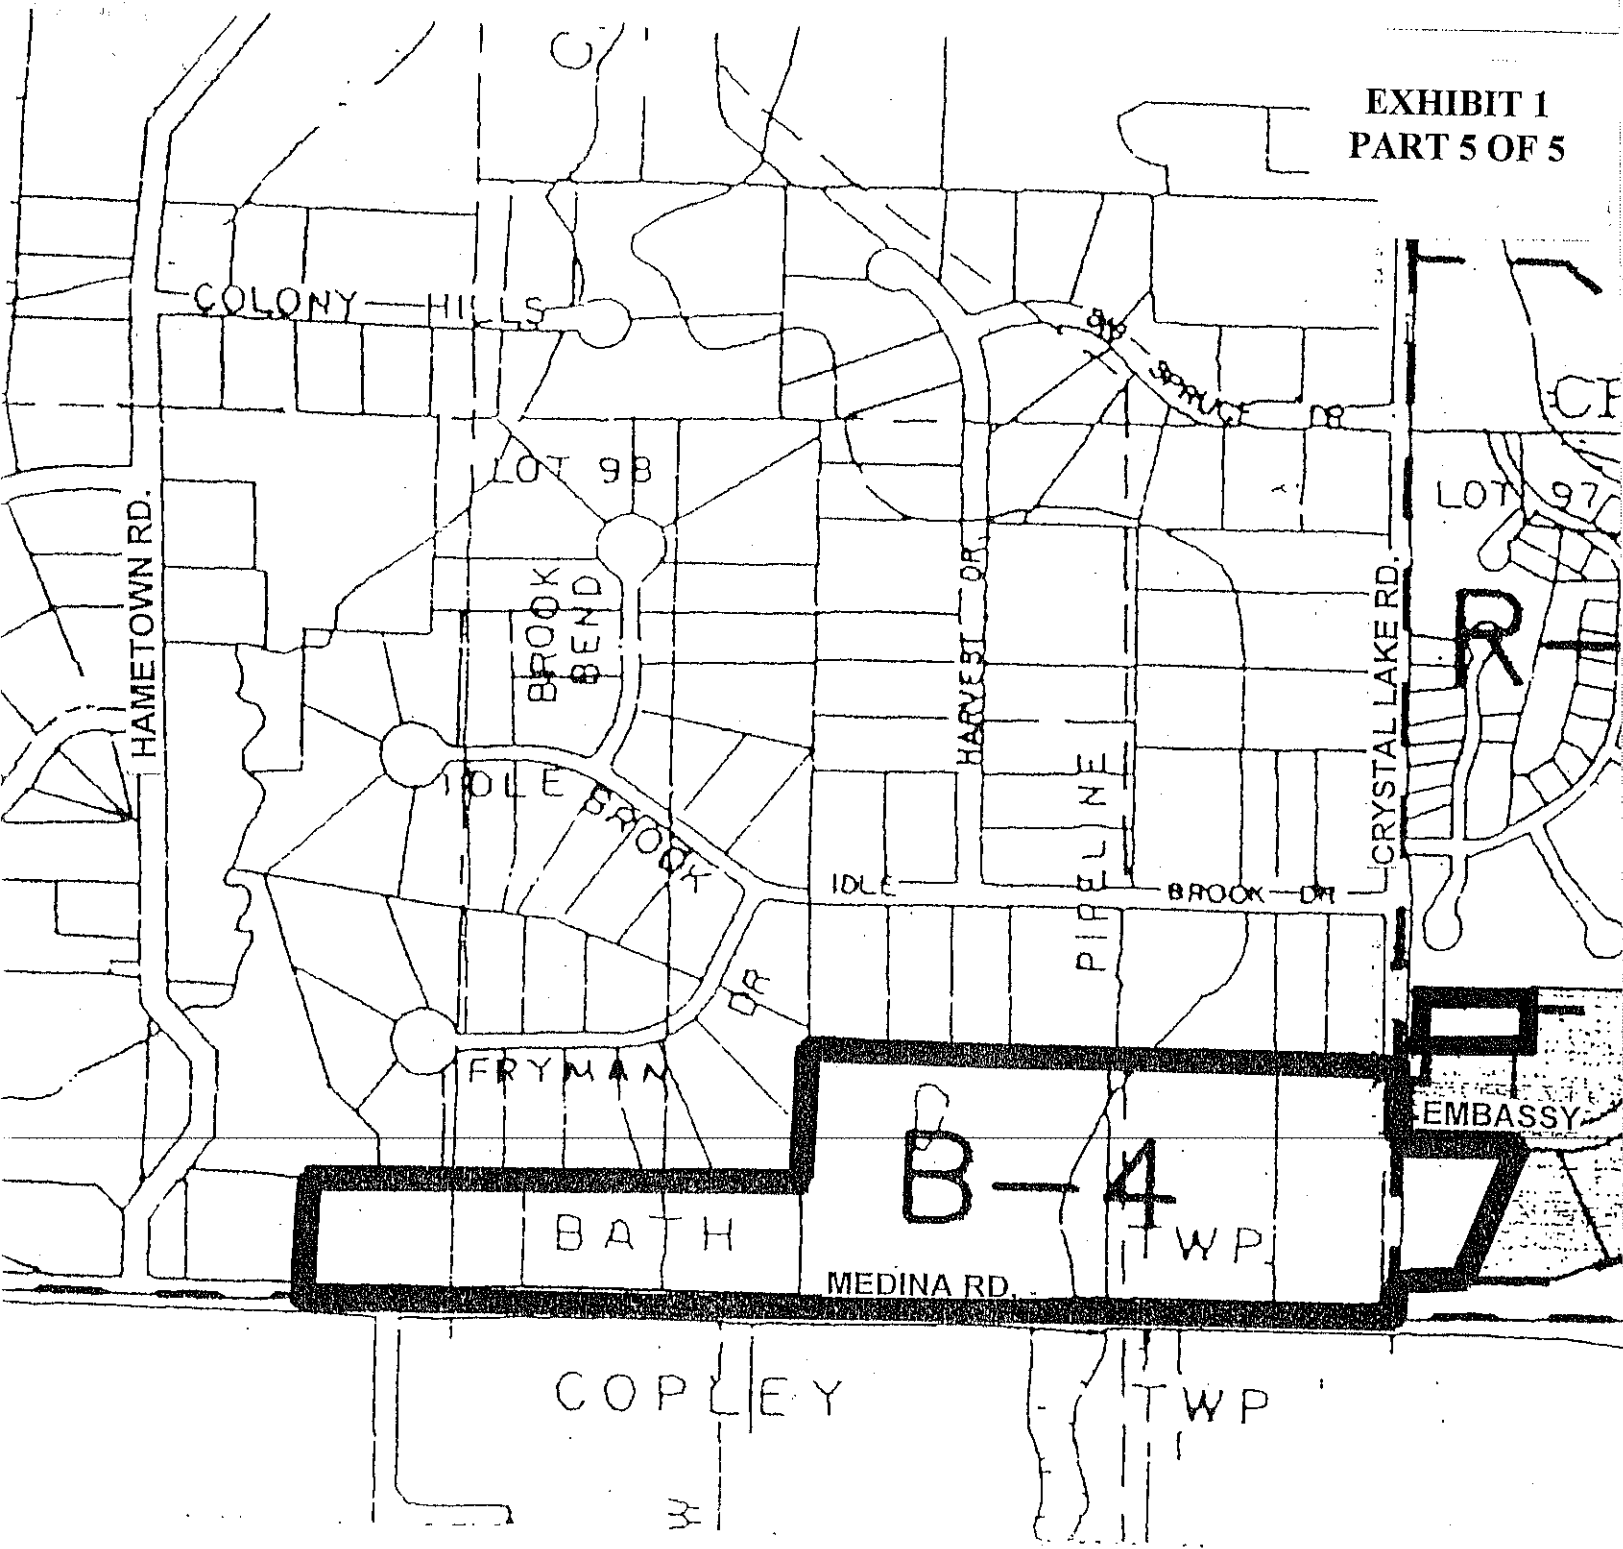 C
EXHIBIT 1
PART 5 OF 5
COLONY HILLS
SPRUCE DR
LOT 98
LOT 97
HAMETOWN RD.
BROOK
BEND
HARVEST DR.
CRYSTAL LAKE RD.
R-
IDLE BROOK
DR
IDLE BROOK DR
PIPELINE
FRYMAN
EMBASSY
B-4
BATH TWP
MEDINA RD.
COPLEY TWP